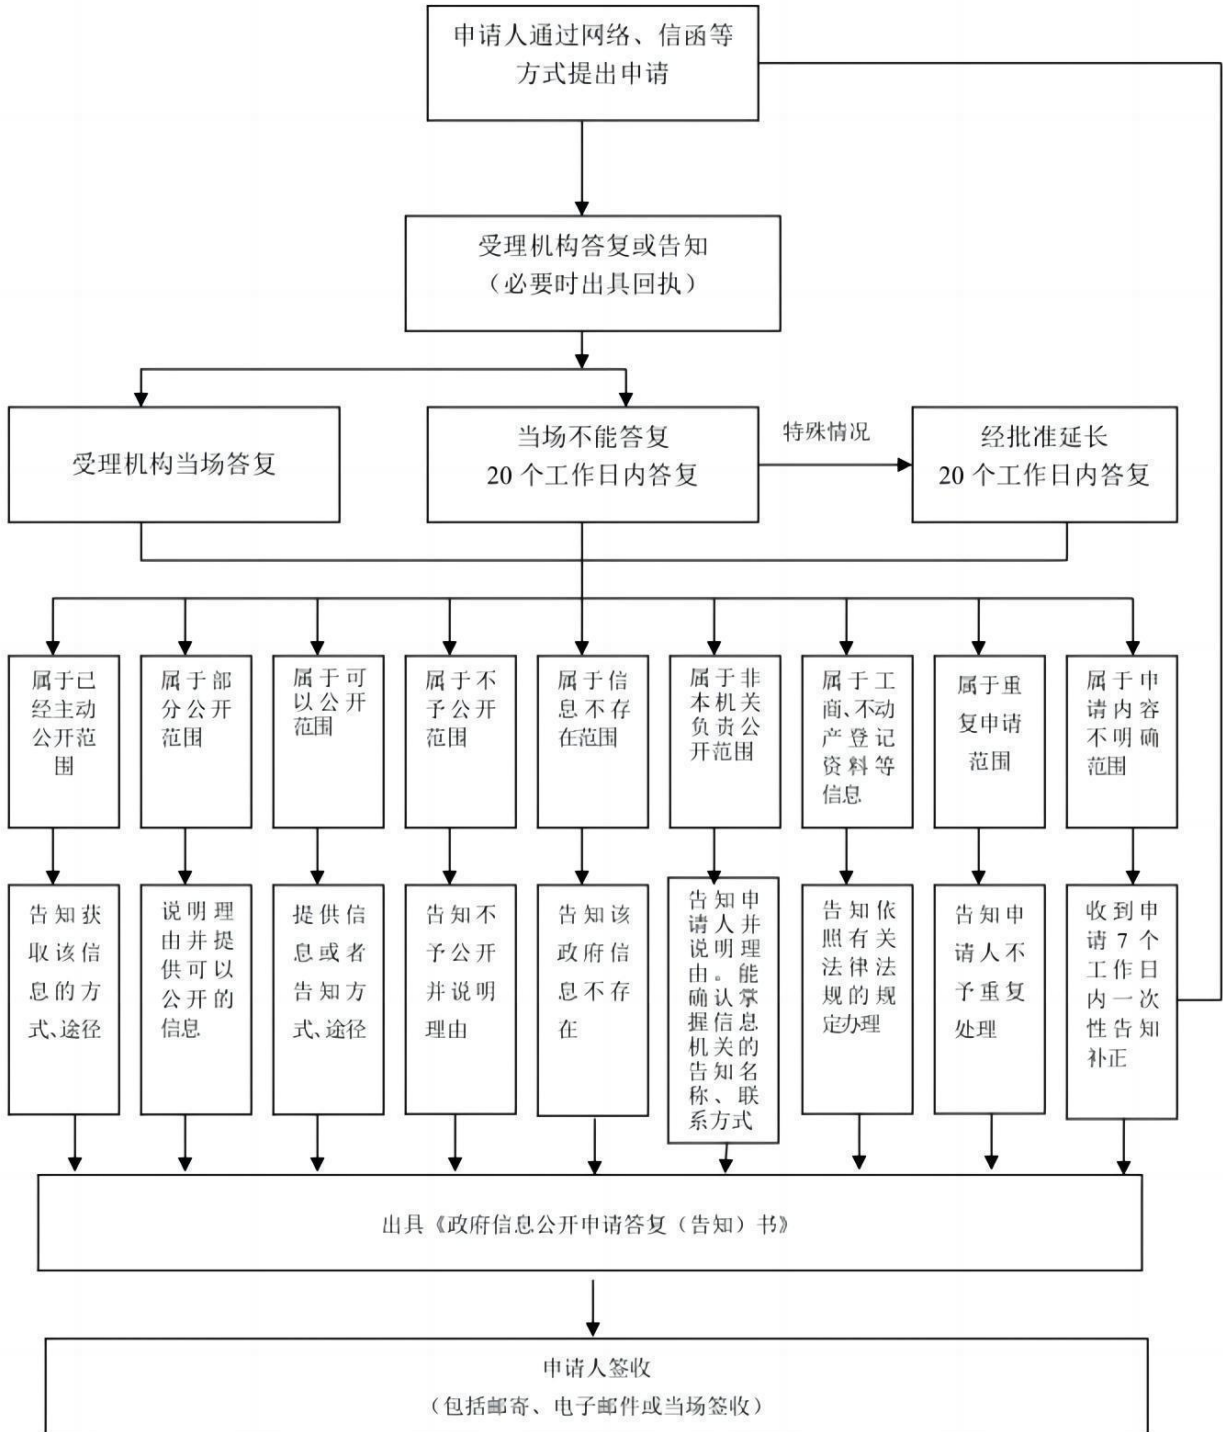 申请人通过网络、信函等
方式提出申请
受理机构答复或告知
（必要时出具回执）
受理机构当场答复
当场不能答复
20 个工作日内答复
特殊情况
经批准延长
20 个工作日内答复
属于已
经主动
公开范
围
属于部
分公开
范围
属于可
以公开
范围
属于不
予公开
范围
属于信
息不存
在范围
属于非
本机关
负责公
开范围
属于工
商、不动
产登记
资料等
信息
属于重
复申请
范围
属于申
请内容
不明确
范围
告知获
取该信
息的方
式、途径
说明理
由并提
供可以
公开的
信息
提供信
息或者
告知方
式、途径
告知不
予公开
并说明
理由
告知该
政府信
息不存
在
告知申
请人并
说明理
由。能
确认掌
握信息
机关的
告知名
称、联
系方式
告知依
照有关
法律法
规的规
定办理
告知申
请人不
予重复
处理
收到申
请 7 个
工作日
内一次
性告知
补正
出具《政府信息公开申请答复（告知）书》
申请人签收
（包括邮寄、电子邮件或当场签收）